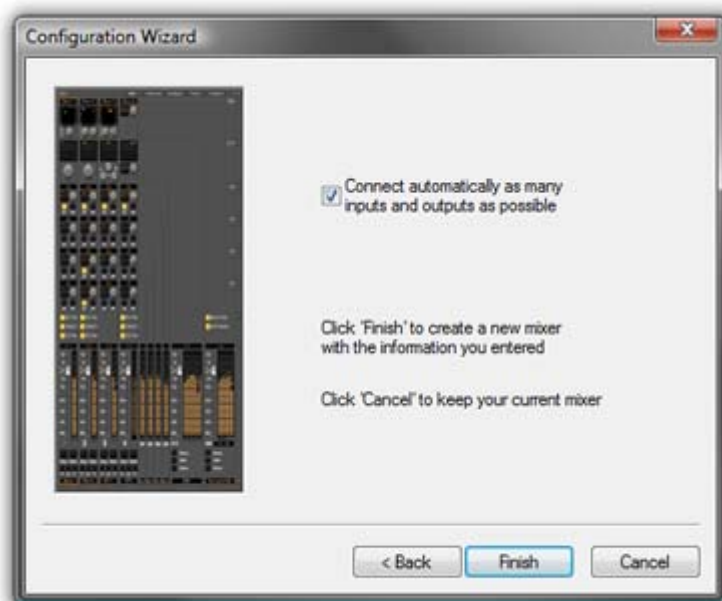 Configuration Wizard
Connect automatically as many
inputs and outputs as possible
Click 'Finish' to create a new mixer
with the information you entered
Click 'Cancel' to keep your current mixer
< Back
Finish
Cancel